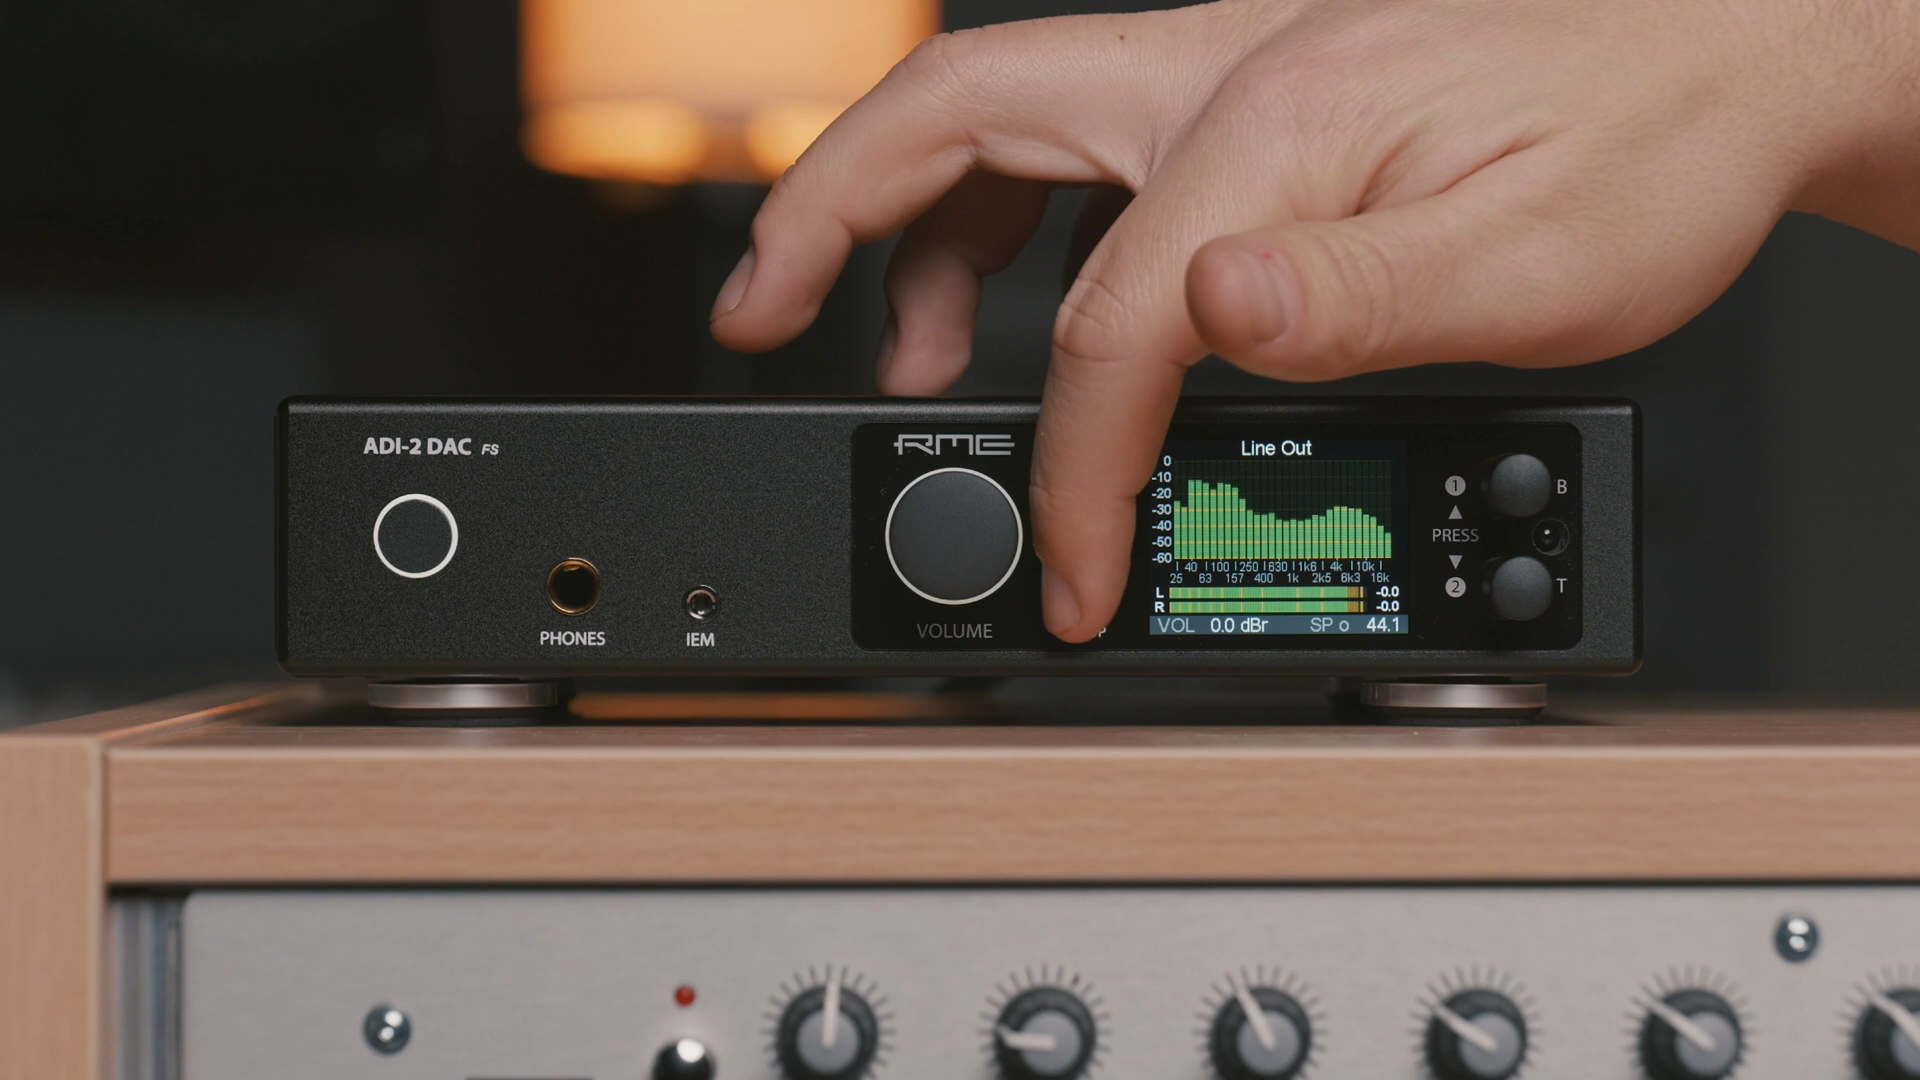 ADI-2 DAC FS
PHONES
IEM
RME
VOLUME
Line Out
0
-10
-20
-30
-40
-50
-60
40 100 250 630 1k6 4k 10k
25 63 157 400 1k 2k5 6k3 16k
L -0.0
R -0.0
VOL 0.0 dBr SP o 44.1
1 B
PRESS
2 T